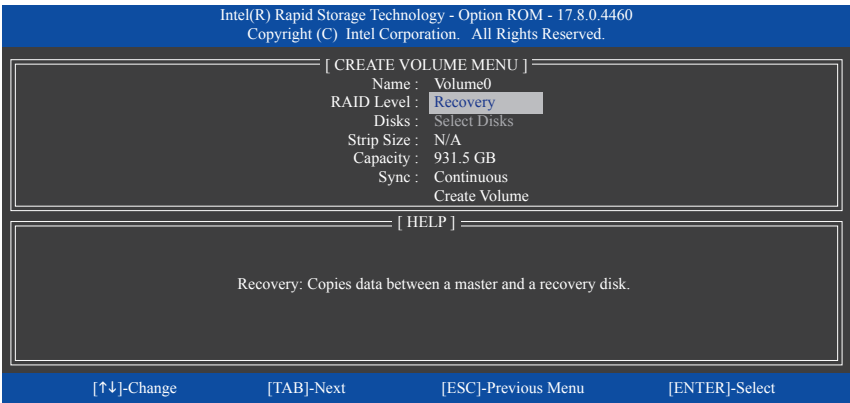 Intel(R) Rapid Storage Technology - Option ROM - 17.8.0.4460
Copyright (C) Intel Corporation. All Rights Reserved.
[ CREATE VOLUME MENU ]
Name : Volume0
RAID Level : Recovery
Disks : Select Disks
Strip Size : N/A
Capacity : 931.5 GB
Sync : Continuous
Create Volume
[ HELP ]
Recovery: Copies data between a master and a recovery disk.
[↑↓]-Change [TAB]-Next [ESC]-Previous Menu [ENTER]-Select